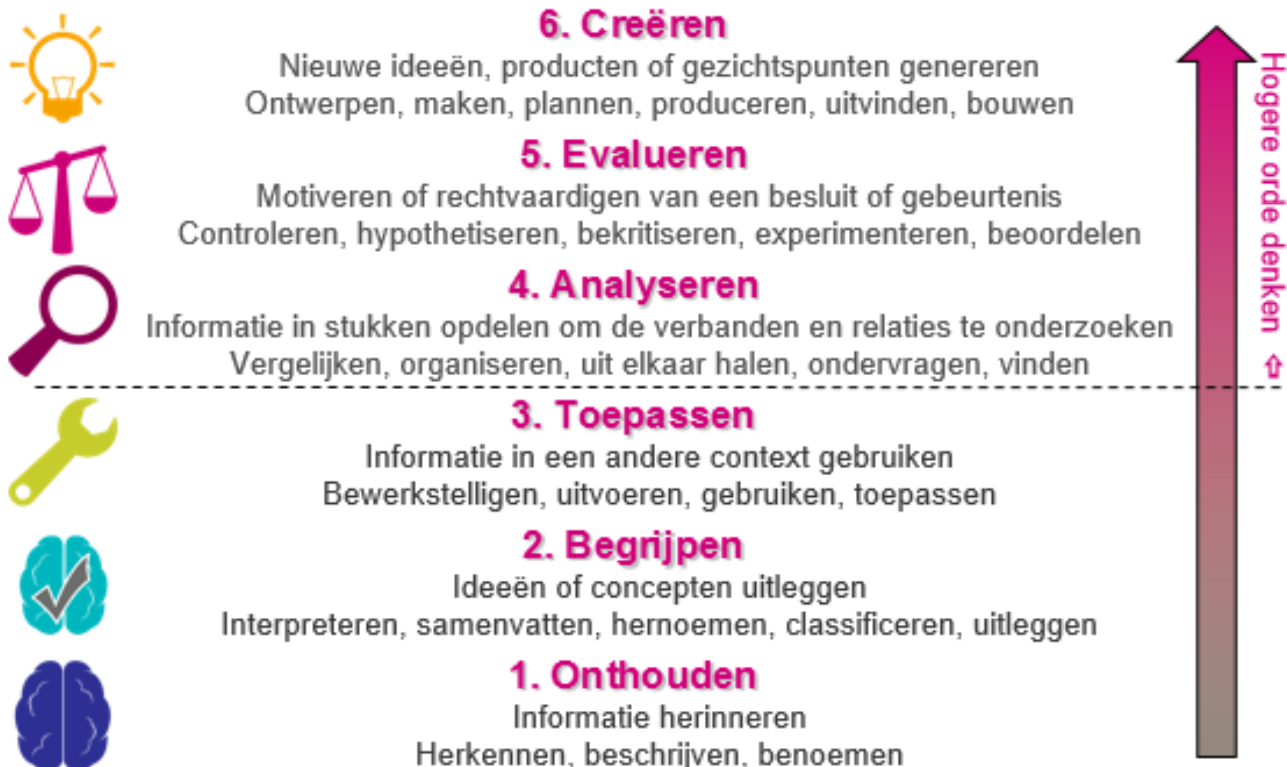 6. Creëren
Nieuwe ideeën, producten of gezichtspunten genereren
Ontwerpen, maken, plannen, produceren, uitvinden, bouwen
5. Evalueren
Motiveren of rechtvaardigen van een besluit of gebeurtenis
Controleren, hypothetiseren, bekritiseren, experimenteren, beoordelen
4. Analyseren
Informatie in stukken opdelen om de verbanden en relaties te onderzoeken
Vergelijken, organiseren, uit elkaar halen, ondervragen, vinden
3. Toepassen
Informatie in een andere context gebruiken
Bewerkstelligen, uitvoeren, gebruiken, toepassen
2. Begrijpen
Ideeën of concepten uitleggen
Interpreteren, samenvatten, hernoemen, classificeren, uitleggen
1. Onthouden
Informatie herinneren
Herkennen, beschrijven, benoemen
Hogere orde denken